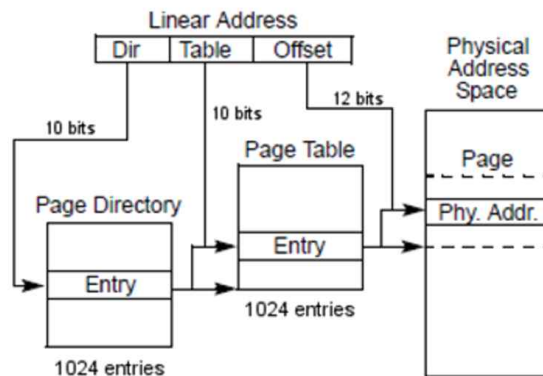 Linear Address
Dir Table Offset
Physical
Address
Space
10 bits
10 bits
12 bits
Page Table
Page
Page Directory
Phy. Addr.
Entry
Entry
1024 entries
1024 entries